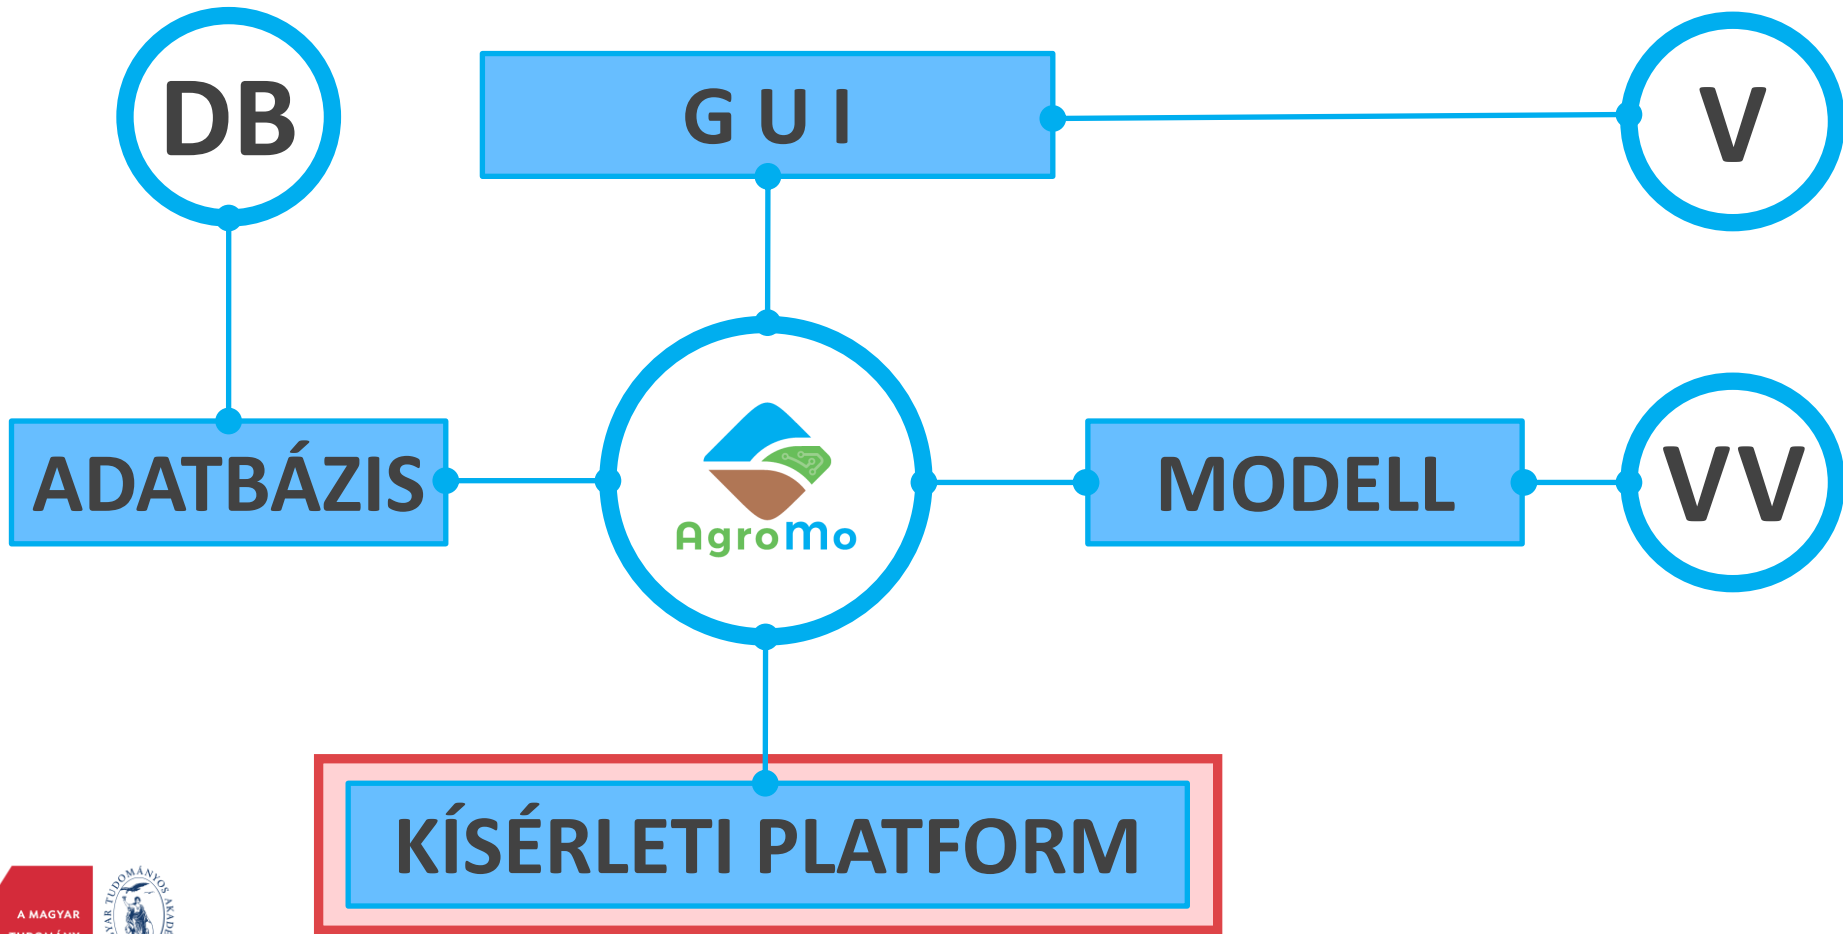 DB
G U I
V
ADATBÁZIS
AgroMo
MODELL
VV
KÍSÉRLETI PLATFORM
A MAGYAR